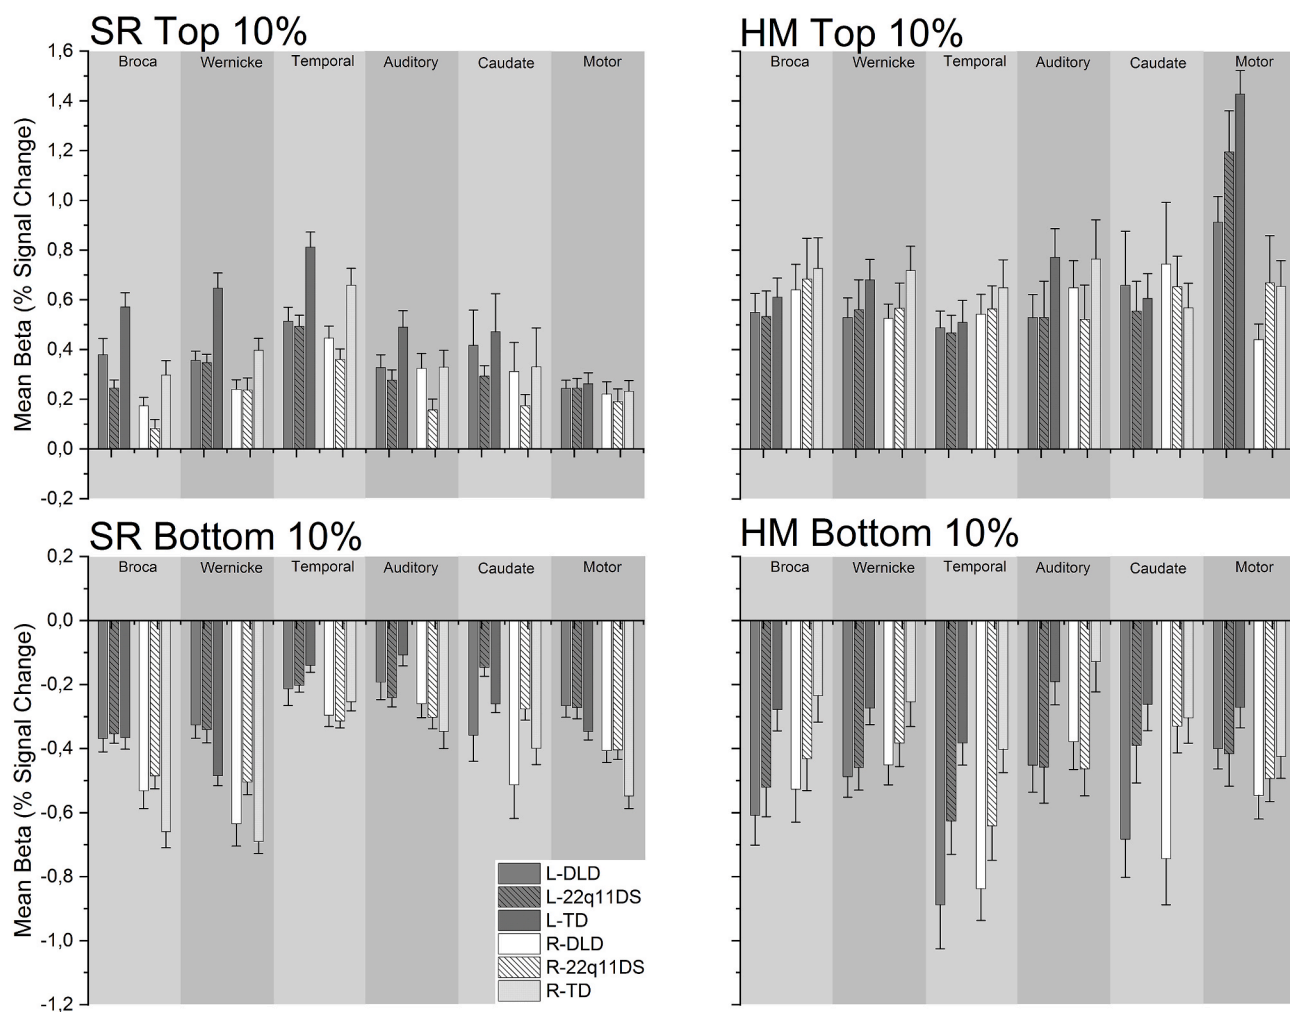 SR Top 10%
HM Top 10%
Broca Wernicke Temporal Auditory Caudate Motor
Broca Wernicke Temporal Auditory Caudate Motor
Mean Beta (% Signal Change)
1,6
1,4
1,2
1,0
0,8
0,6
0,4
0,2
0,0
-0,2
SR Bottom 10%
HM Bottom 10%
Broca Wernicke Temporal Auditory Caudate Motor
Broca Wernicke Temporal Auditory Caudate Motor
Mean Beta (% Signal Change)
0,2
0,0
-0,2
-0,4
-0,6
-0,8
-1,0
-1,2
L-DLD
L-22q11DS
L-TD
R-DLD
R-22q11DS
R-TD